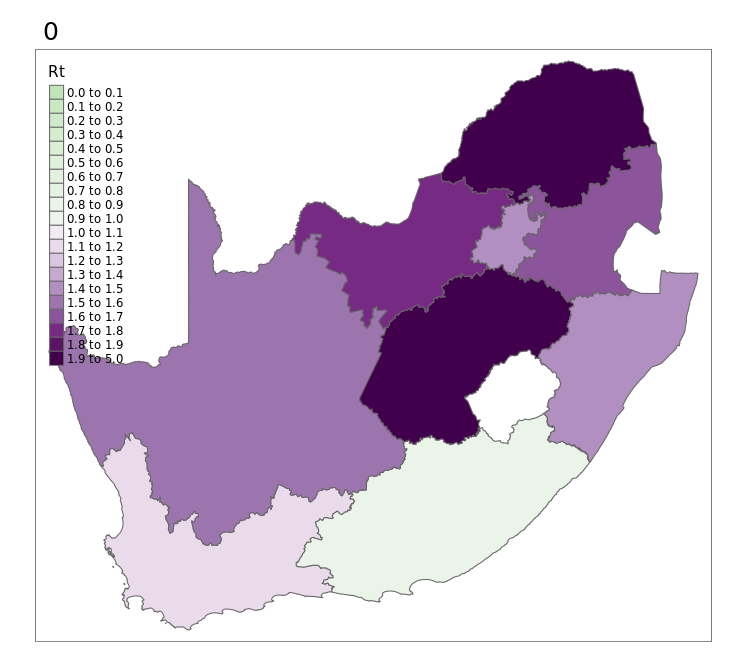 0
Rt
0.0 to 0.1
0.1 to 0.2
0.2 to 0.3
0.3 to 0.4
0.4 to 0.5
0.5 to 0.6
0.6 to 0.7
0.7 to 0.8
0.8 to 0.9
0.9 to 1.0
1.0 to 1.1
1.1 to 1.2
1.2 to 1.3
1.3 to 1.4
1.4 to 1.5
1.5 to 1.6
1.6 to 1.7
1.7 to 1.8
1.8 to 1.9
1.9 to 5.0